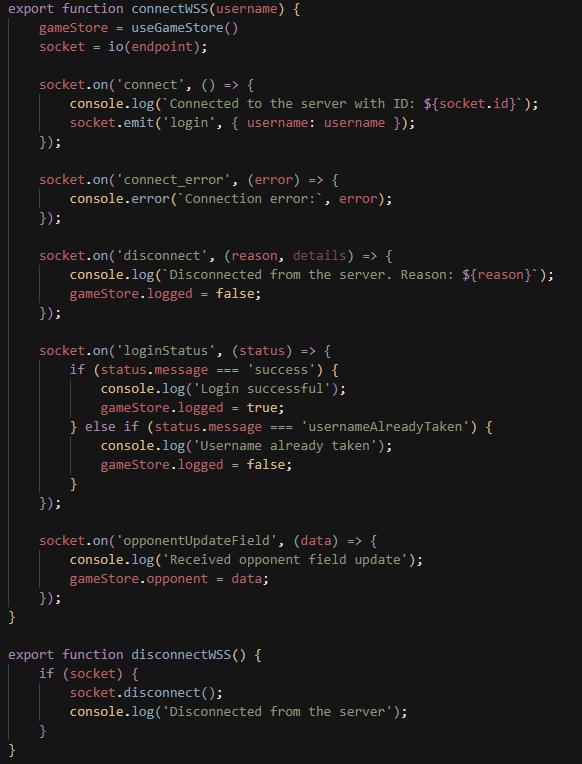 export function connectWSS(username) {
    gameStore = useGameStore()
    socket = io(endpoint);

    socket.on('connect', () => {
        console.log(`Connected to the server with ID: ${socket.id}`);
        socket.emit('login', { username: username });
    });

    socket.on('connect_error', (error) => {
        console.error(`Connection error:`, error);
    });

    socket.on('disconnect', (reason, details) => {
        console.log(`Disconnected from the server. Reason: ${reason}`);
        gameStore.logged = false;
    });

    socket.on('loginStatus', (status) => {
        if (status.message === 'success') {
            console.log('Login successful');
            gameStore.logged = true;
        } else if (status.message === 'usernameAlreadyTaken') {
            console.log('Username already taken');
            gameStore.logged = false;
        }
    });

    socket.on('opponentUpdateField', (data) => {
        console.log('Received opponent field update');
        gameStore.opponent = data;
    });
}

export function disconnectWSS() {
    if (socket) {
        socket.disconnect();
        console.log('Disconnected from the server');
    }
}